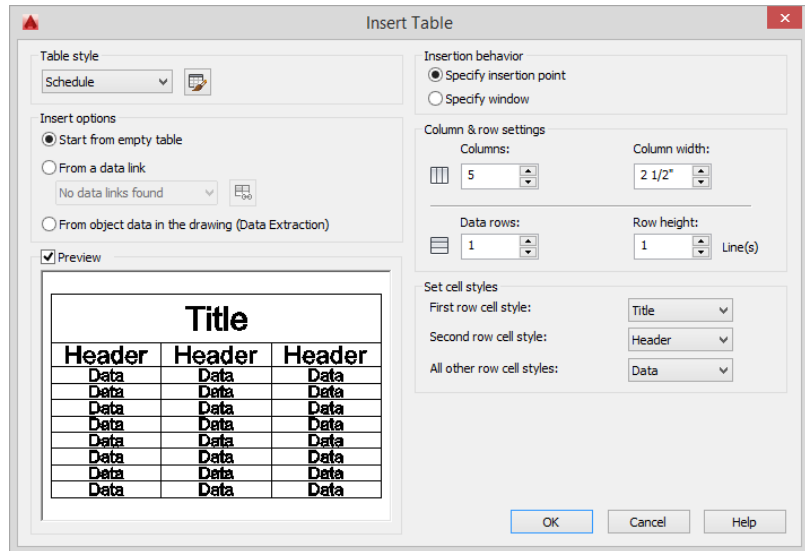 Insert Table
Table style
Schedule
Insert options
Start from empty table
From a data link
No data links found
From object data in the drawing (Data Extraction)
Preview
Title
Header Header Header
Data Data Data
Data Data Data
Data Data Data
Data Data Data
Data Data Data
Data Data Data
Data Data Data
Data Data Data
Insertion behavior
Specify insertion point
Specify window
Column & row settings
Columns: Column width:
5 2 1/2"
Data rows: Row height:
1 1 Line(s)
Set cell styles
First row cell style: Title
Second row cell style: Header
All other row cell styles: Data
OK Cancel Help